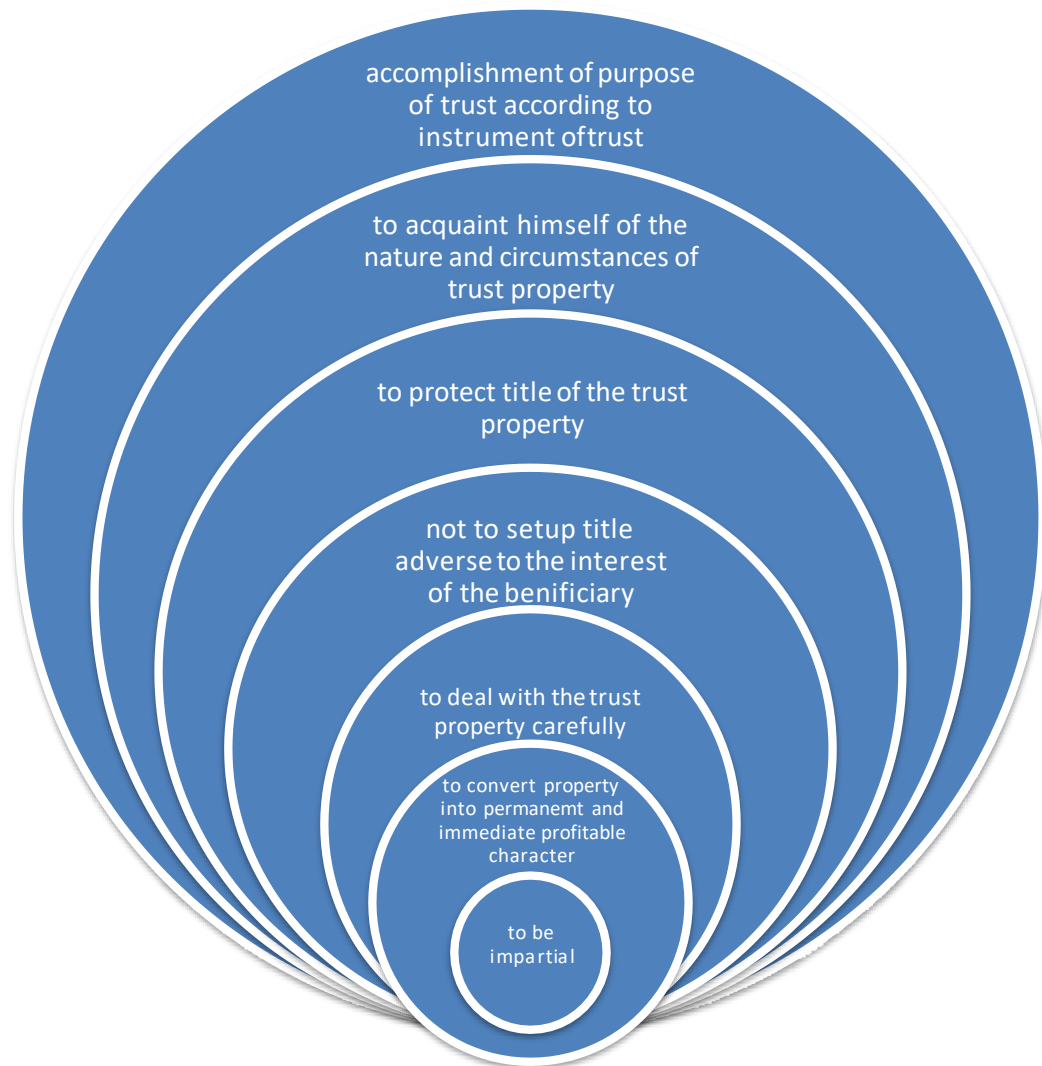 accomplishment of purpose
of trust according to
instrument oftrust
to acquaint himself of the
nature and circumstances of
trust property
to protect title of the trust
property
not to setup title
adverse to the interest
of the benificiary
to deal with the trust
property carefully
to convert property
into permanemt and
immediate profitable
character
to be
impartial